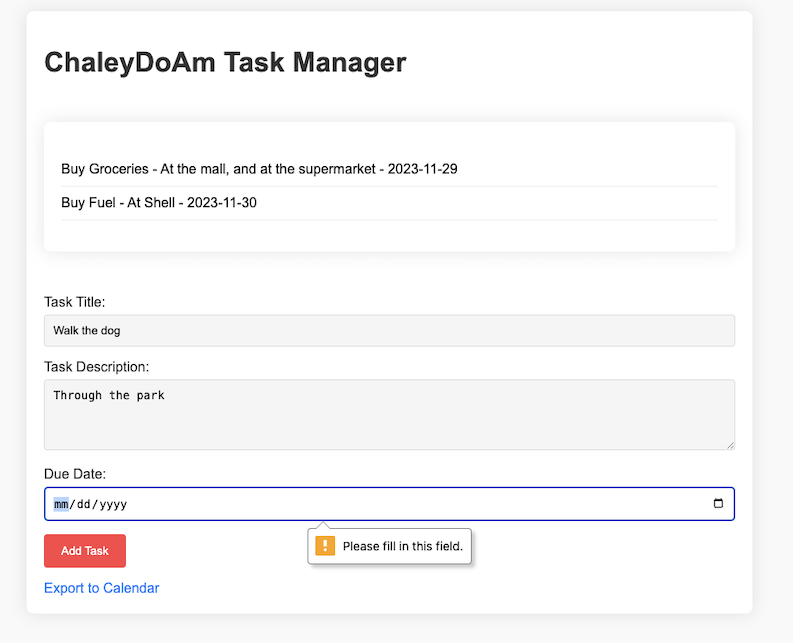 ChaleyDoAm Task Manager
Buy Groceries - At the mall, and at the supermarket - 2023-11-29
Buy Fuel - At Shell - 2023-11-30
Task Title:
Walk the dog
Task Description:
Through the park
Due Date:
mm/dd/yyyy
Please fill in this field.
Add Task
Export to Calendar